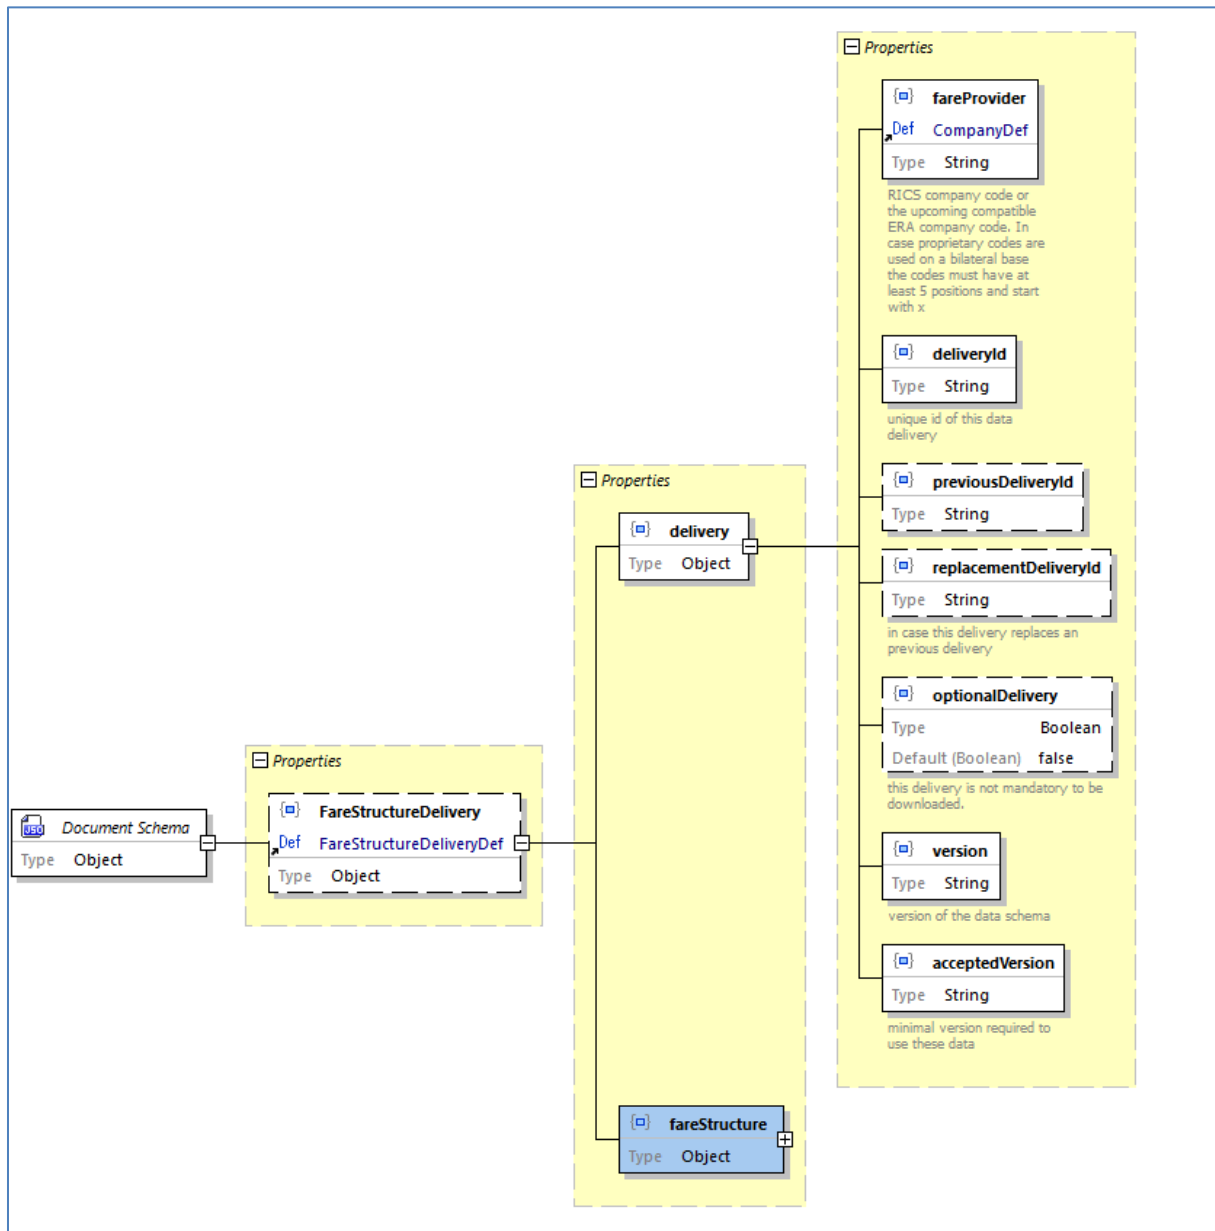 Properties
fareProvider
Def CompanyDef
Type String
RICS company code or
the upcoming compatible
ERA company code. In
case proprietary codes are
used on a bilateral base
the codes must have at
least 5 positions and start
with x
deliveryId
Type String
unique id of this data
delivery
previousDeliveryId
Type String
replacementDeliveryId
Type String
in case this delivery replaces an
previous delivery
optionalDelivery
Type Boolean
Default (Boolean) false
this delivery is not mandatory to be
downloaded.
version
Type String
version of the data schema
acceptedVersion
Type String
minimal version required to
use these data
Properties
delivery
Type Object
fareStructure
Type Object
Properties
FareStructureDelivery
Def FareStructureDeliveryDef
Type Object
JSO Document Schema
Type Object